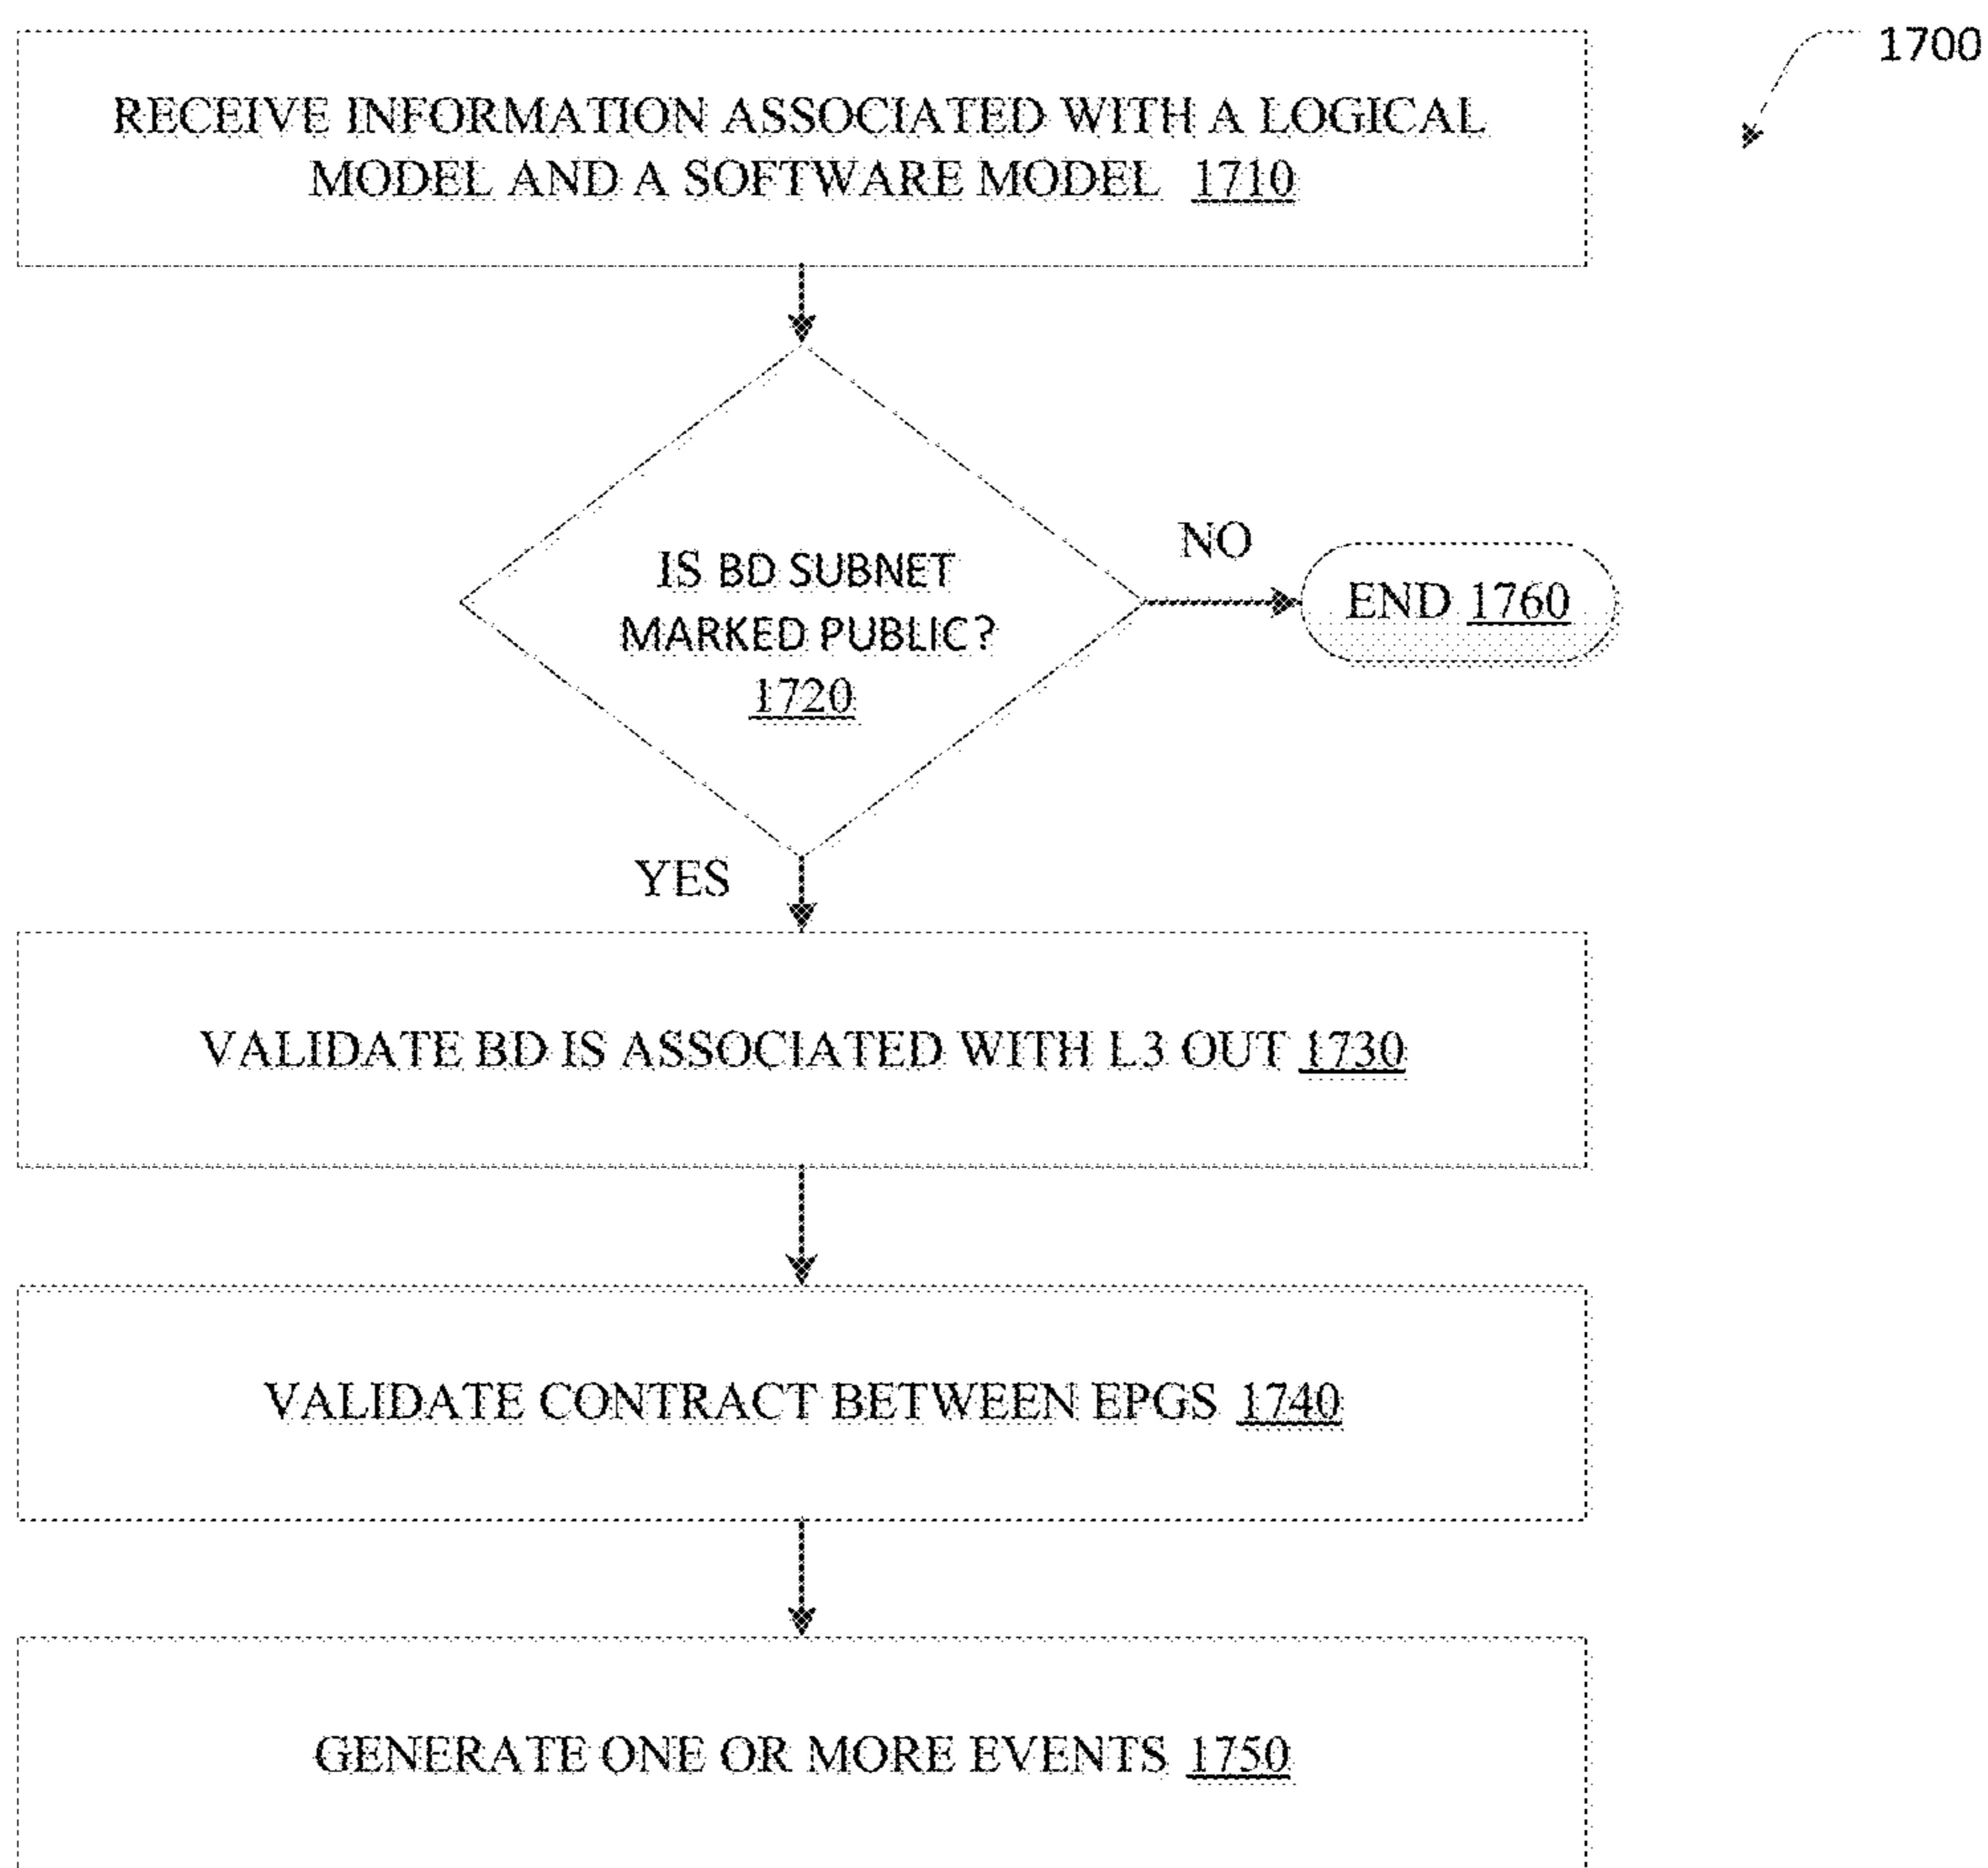 1700
RECEIVE INFORMATION ASSOCIATED WITH A LOGICAL
MODEL AND A SOFTWARE MODEL 1710
IS BD SUBNET
MARKED PUBLIC?
1720
NO
END 1760
YES
VALIDATE BD IS ASSOCIATED WITH L3 OUT 1730
VALIDATE CONTRACT BETWEEN EPGS 1740
GENERATE ONE OR MORE EVENTS 1750